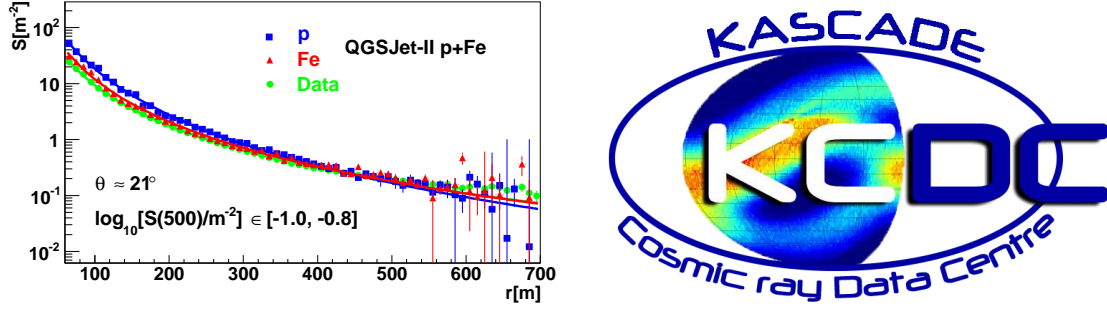 S[m⁻²]
10²
10
1
10⁻¹
10⁻²
QGSJet-II p+Fe
p
Fe
Data
θ ≈ 21°
log₁₀[S(500)/m⁻²] ∈ [-1.0, -0.8]
100 200 300 400 500 600 700
r[m]
KASCADE
KCDC
Cosmic ray Data Centre